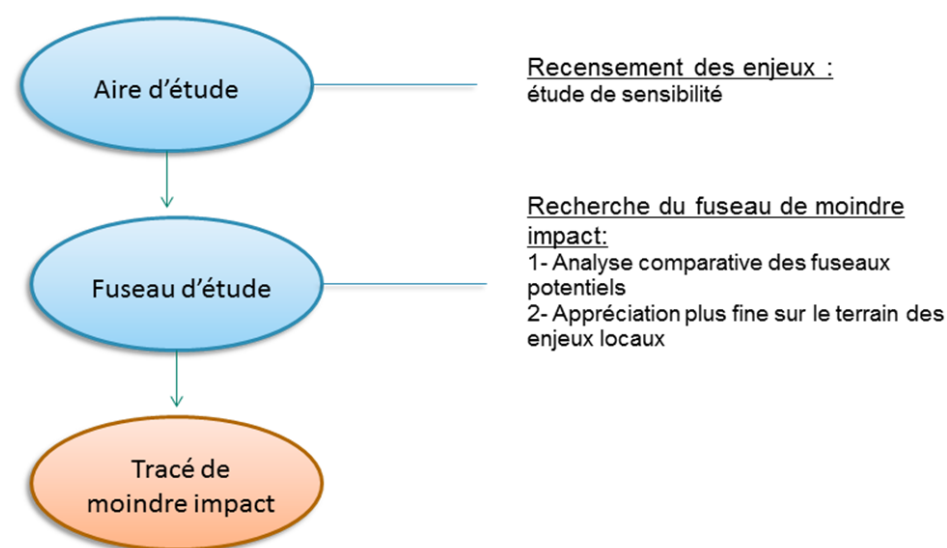 Aire d’étude
Recensement des enjeux :
étude de sensibilité
Fuseau d’étude
Recherche du fuseau de moindre
impact:
1- Analyse comparative des fuseaux
potentiels
2- Appréciation plus fine sur le terrain des
enjeux locaux
Tracé de
moindre impact